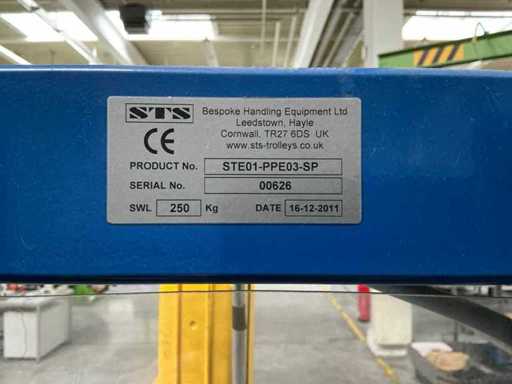 STS Bespoke Handling Equipment Ltd
Leedstown, Hayle
CE Cornwall, TR27 6DS UK
www.sts-trolleys.co.uk
PRODUCT No. STE01-PPE03-SP
SERIAL No. 00626
SWL 250 Kg DATE 16-12-2011